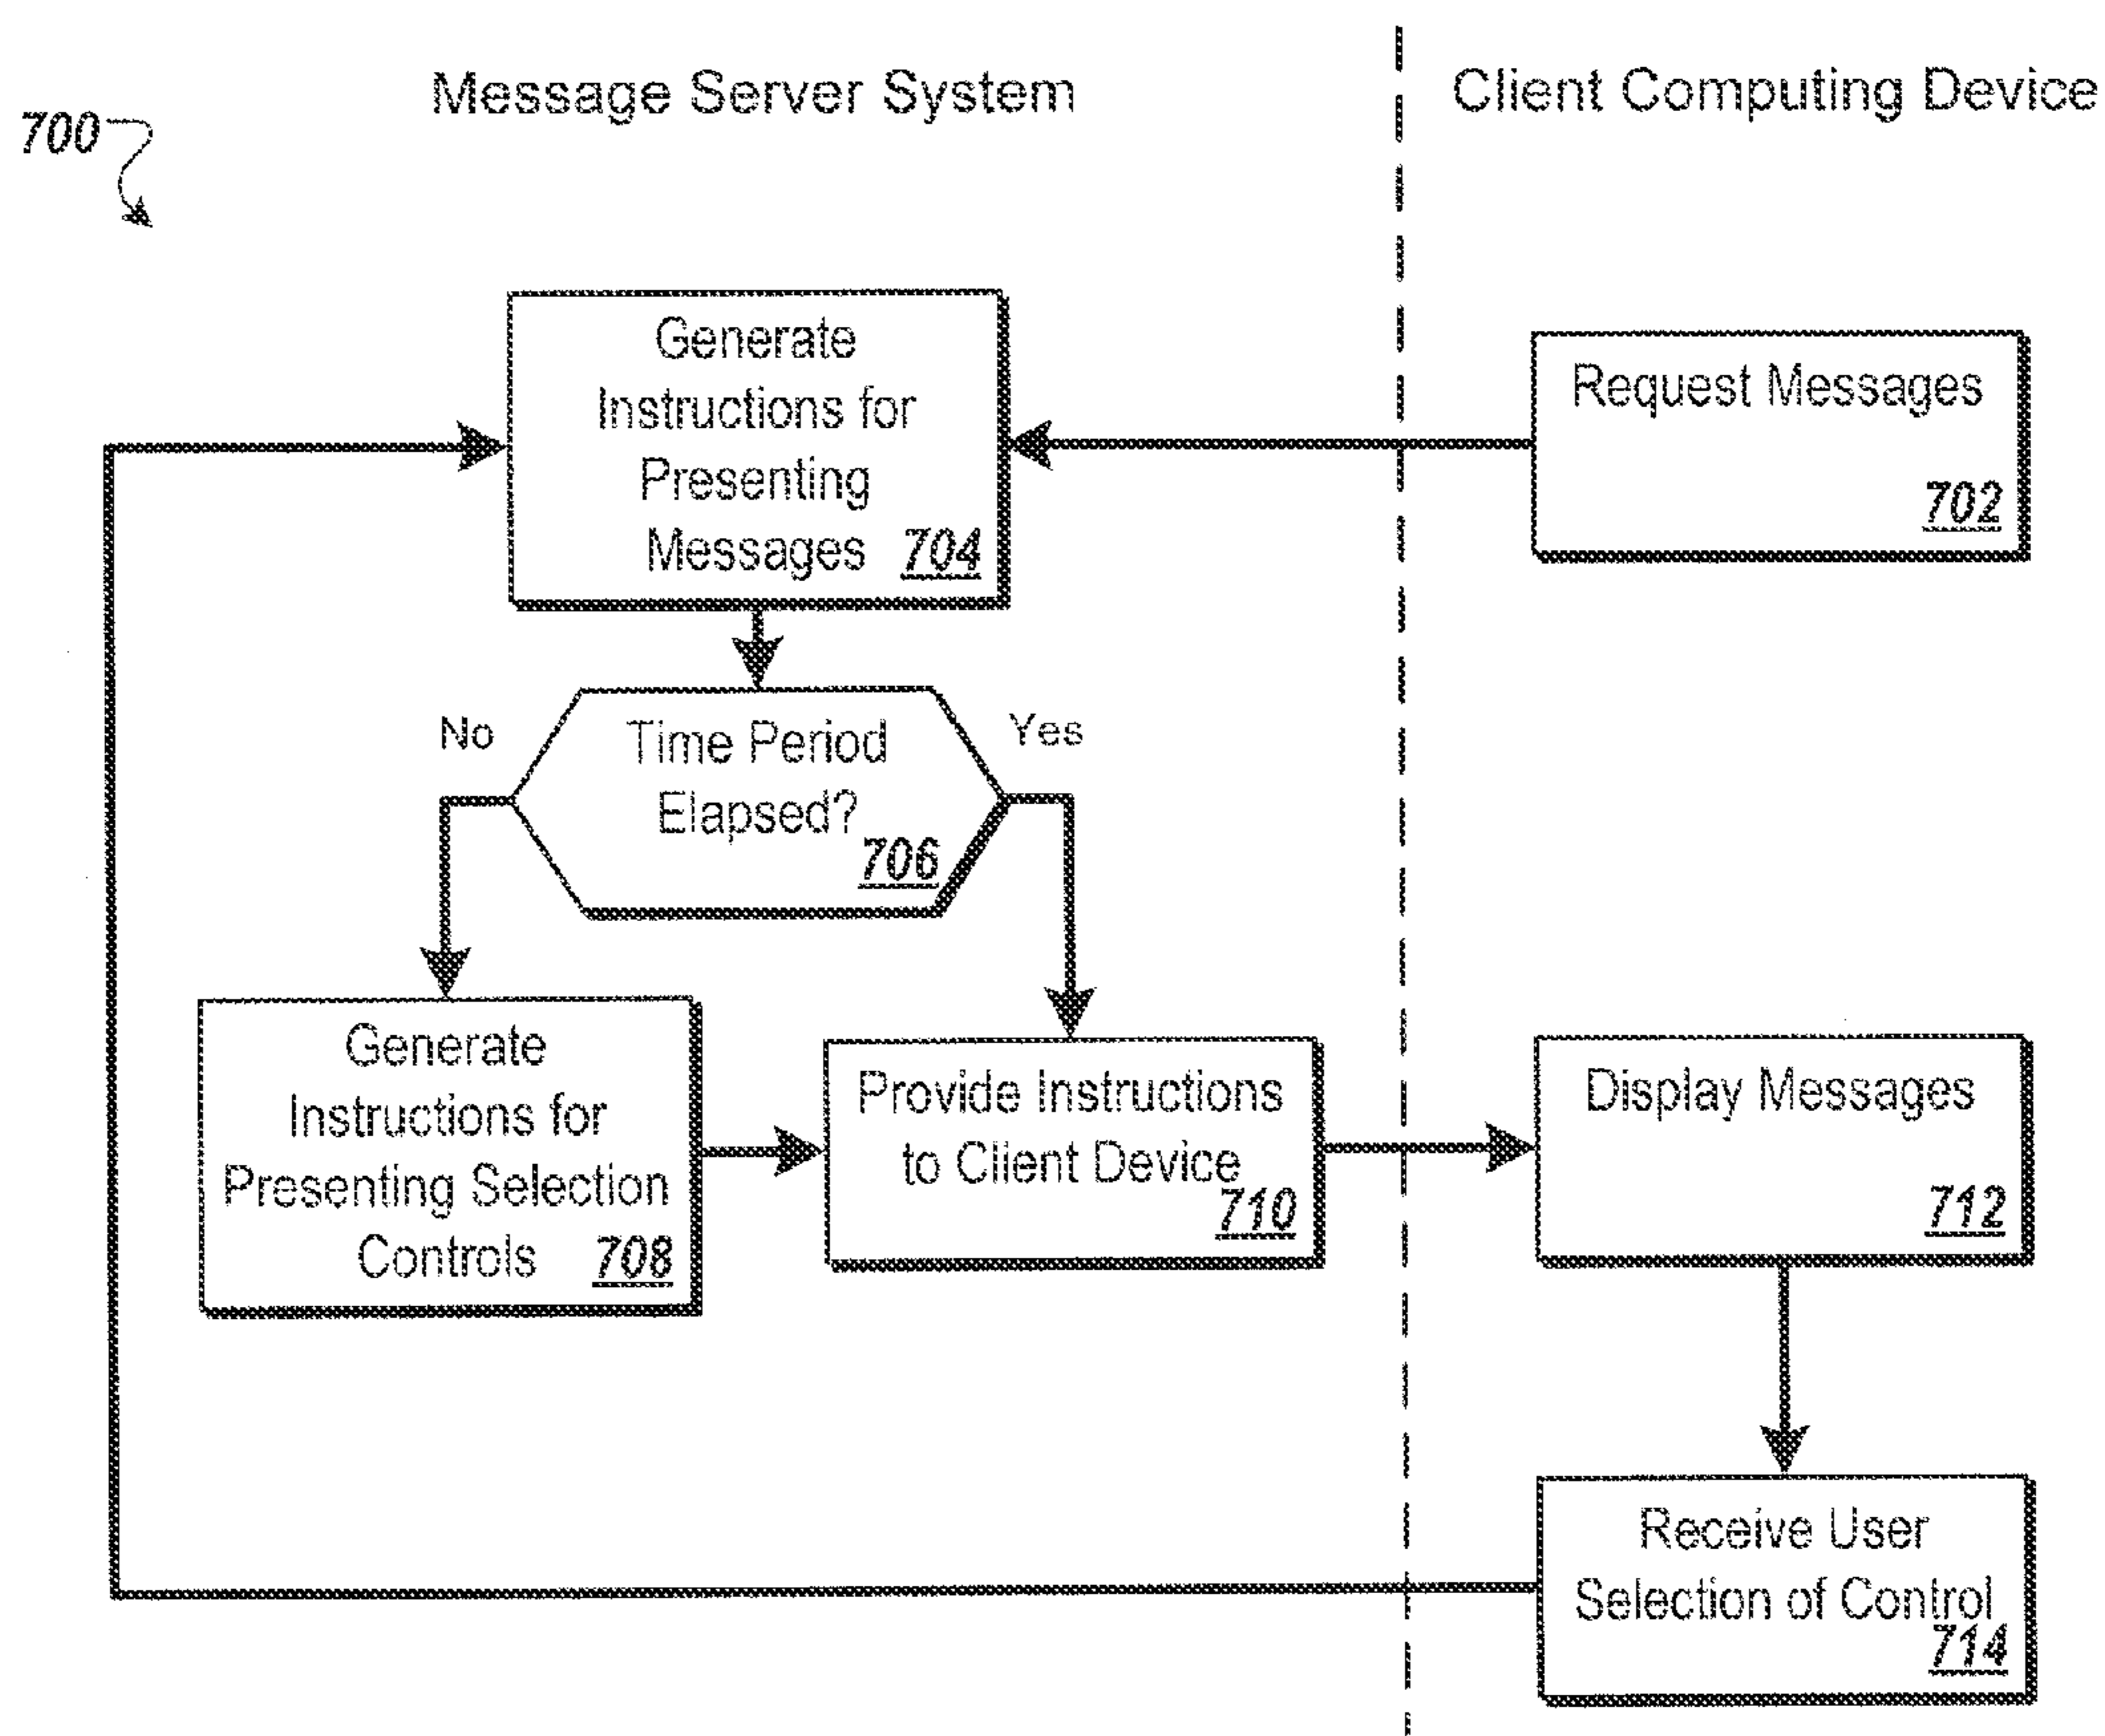 Message Server System
Client Computing Device
700
Generate
Instructions for
Presenting
Messages 704
Request Messages
702
No
Time Period
Elapsed?
706
Yes
Generate
Instructions for
Presenting Selection
Controls 708
Provide Instructions
to Client Device
710
Display Messages
712
Receive User
Selection of Control
714